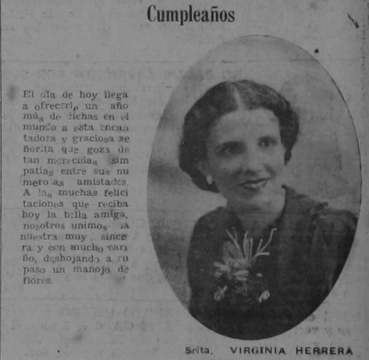 Cumpleaños
El día de hoy llega
a ofrecerle un año
más de dichas en el
mundo a esta encan
tadora y graciosa se
ñorita que goza de
tan merecidas sim
patías entre sus nu
merosas amistades.
A las muchas felici
taciones que reciba
hoy la bella amiga,
nosotros unimos la
nuestra muy since
ra y con mucho cari
ño, deshojando a su
paso un manojo de
flores.
Srita. VIRGINIA HERRERA